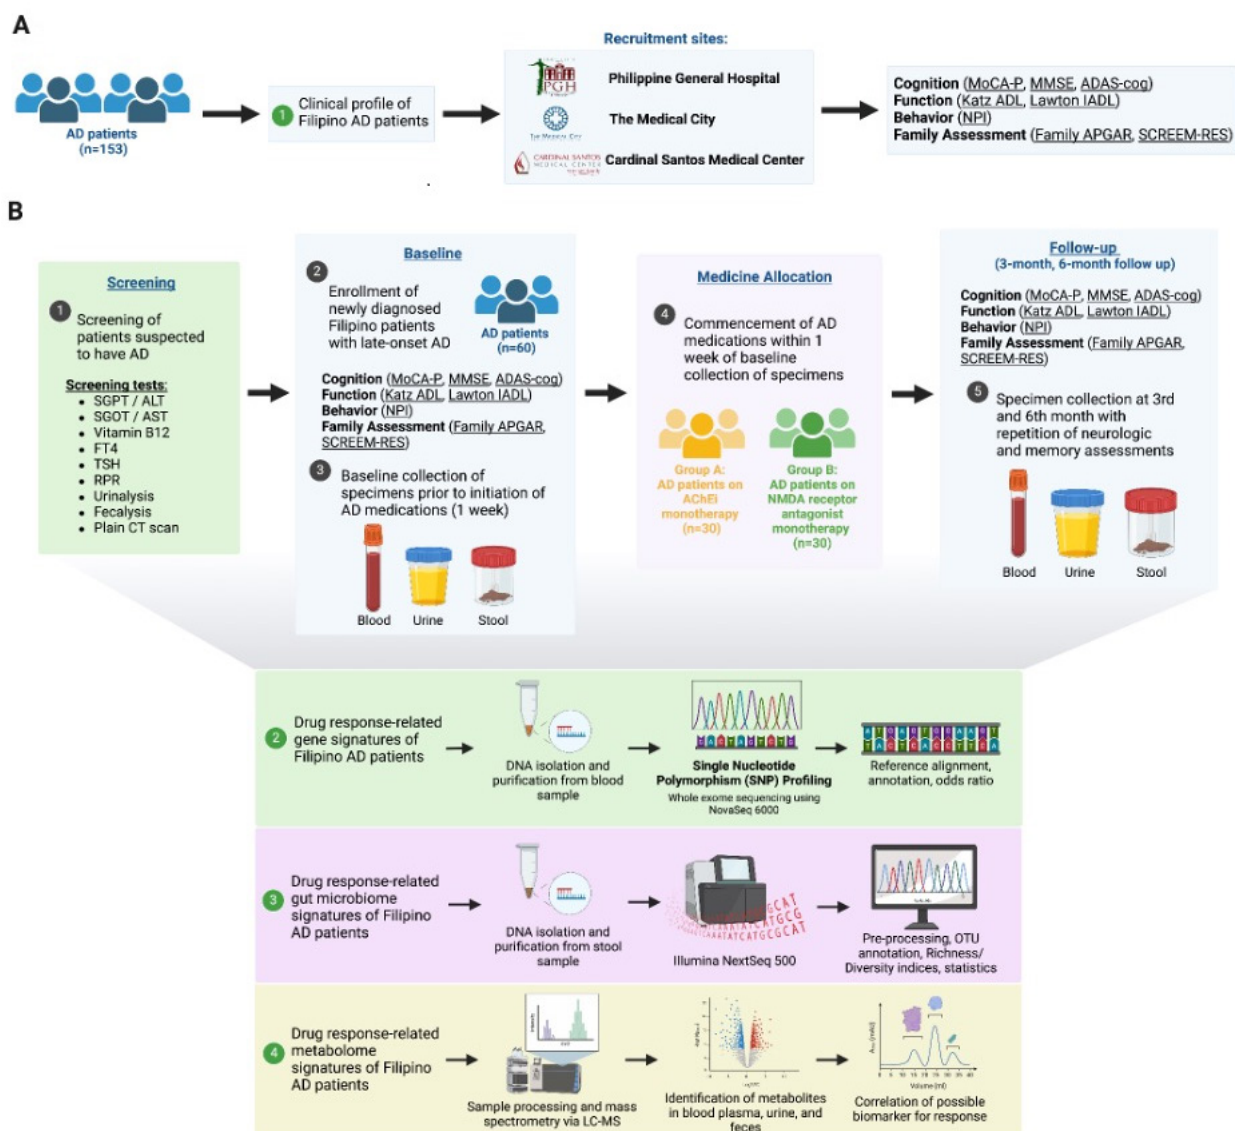 A
AD patients
(n=153)
1
Clinical profile of
Filipino AD patients
Recruitment sites:
PGH
Philippine General Hospital
THE MEDICAL CITY
The Medical City
CARDINAL SANTOS
MEDICAL CENTER
Cardinal Santos Medical Center
Cognition (MoCA-P, MMSE, ADAS-cog)
Function (Katz ADL, Lawton IADL)
Behavior (NPI)
Family Assessment (Family APGAR, SCREEM-RES)
B
Screening
1
Screening of
patients suspected
to have AD
Screening tests:
• SGPT / ALT
• SGOT / AST
• Vitamin B12
• FT4
• TSH
• RPR
• Urinalysis
• Fecalysis
• Plain CT scan
Baseline
2
Enrollment of
newly diagnosed
Filipino patients
with late-onset AD
AD patients
(n=60)
Cognition (MoCA-P, MMSE, ADAS-cog)
Function (Katz ADL, Lawton IADL)
Behavior (NPI)
Family Assessment (Family APGAR,
SCREEM-RES)
3
Baseline collection of
specimens prior to initiation of
AD medications (1 week)
Blood
Urine
Stool
Medicine Allocation
4
Commencement of AD
medications within 1
week of baseline
collection of specimens
Group A:
AD patients on
AChEi
monotherapy
(n=30)
Group B:
AD patients on
NMDA receptor
antagonist
monotherapy
(n=30)
Follow-up
(3-month, 6-month follow up)
Cognition (MoCA-P, MMSE, ADAS-cog)
Function (Katz ADL, Lawton IADL)
Behavior (NPI)
Family Assessment (Family APGAR,
SCREEM-RES)
5
Specimen collection at 3rd
and 6th month with
repetition of neurologic
and memory assessments
Blood
Urine
Stool
2
Drug response-related
gene signatures of
Filipino AD patients
DNA isolation and
purification from blood
sample
Single Nucleotide
Polymorphism (SNP) Profiling
Whole exome sequencing using
NovaSeq 6000
Reference alignment,
annotation, odds ratio
3
Drug response-related
gut microbiome
signatures of Filipino
AD patients
DNA isolation and
purification from stool
sample
Illumina NextSeq 500
Pre-processing, OTU
annotation, Richness/
Diversity indices, statistics
4
Drug response-related
metabolome
signatures of Filipino
AD patients
Sample processing and mass
spectrometry via LC-MS
Identification of metabolites
in blood plasma, urine, and
feces
Volume (ml)
Correlation of possible
biomarker for response